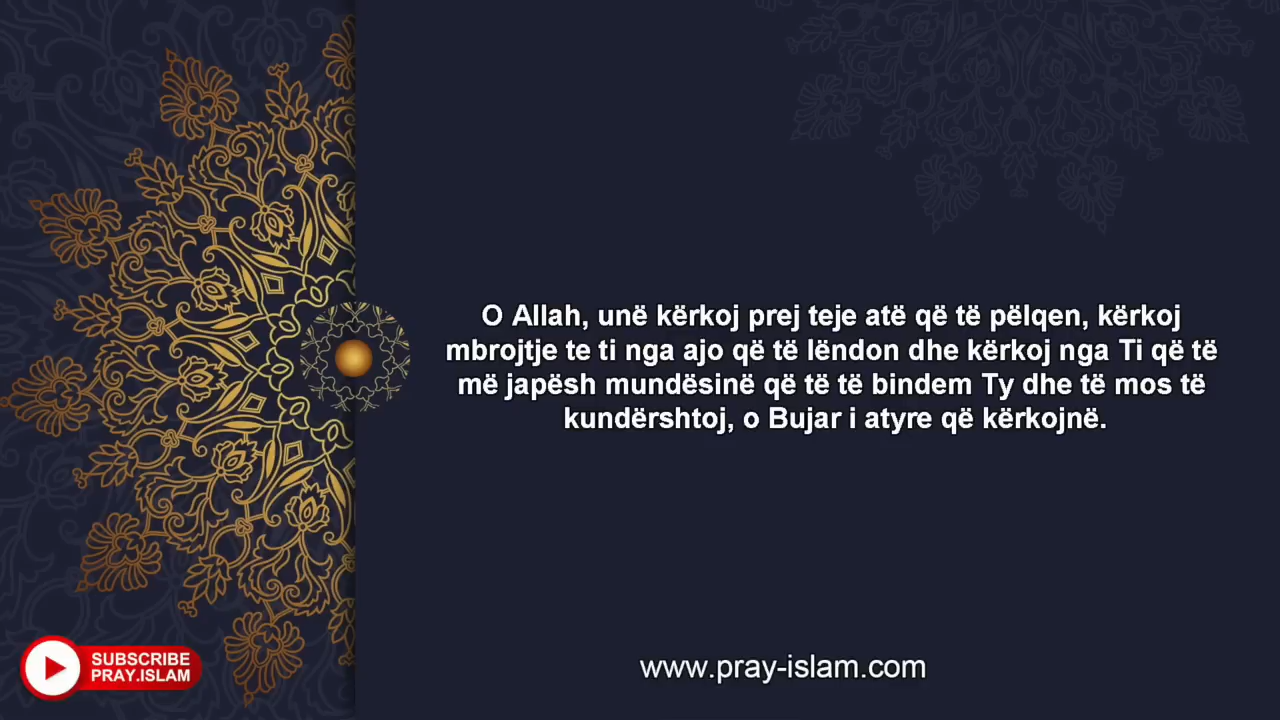 O Allah, unë kërkoj prej teje atë që të pëlqen, kërkoj
mbrojtje te ti nga ajo që të lëndon dhe kërkoj nga Ti që të
më japësh mundësinë që të të bindem Ty dhe të mos të
kundërshtoj, o Bujar i atyre që kërkojnë.
SUBSCRIBE
PRAY.ISLAM
www.pray-islam.com